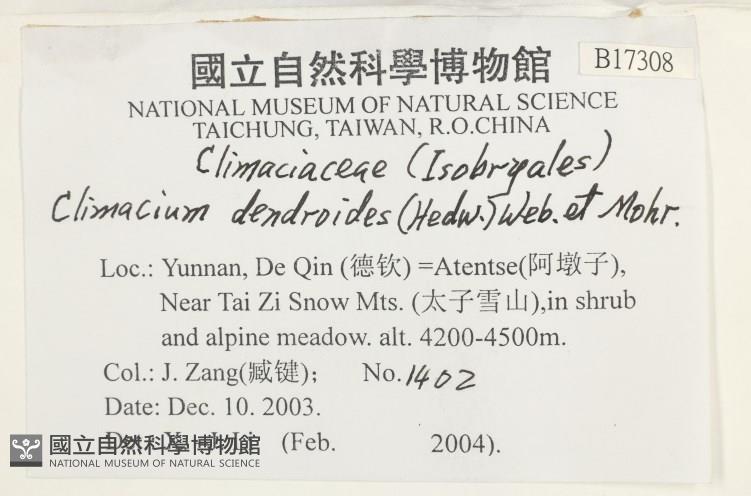 國立自然科學博物館
B17308
NATIONAL MUSEUM OF NATURAL SCIENCE
TAICHUNG, TAIWAN, R.O.CHINA
Climaciaceae (Isobryales)
Climacium dendroides (Hedw.) Web. et Mohr.
Loc.: Yunnan, De Qin (德钦) =Atentse(阿墩子),
Near Tai Zi Snow Mts. (太子雪山),in shrub
and alpine meadow. alt. 4200-4500m.
Col.: J. Zang(臧键); No. 1402
Date: Dec. 10. 2003.
(Feb. 2004).
國立自然科學博物館
NATIONAL MUSEUM OF NATURAL SCIENCE